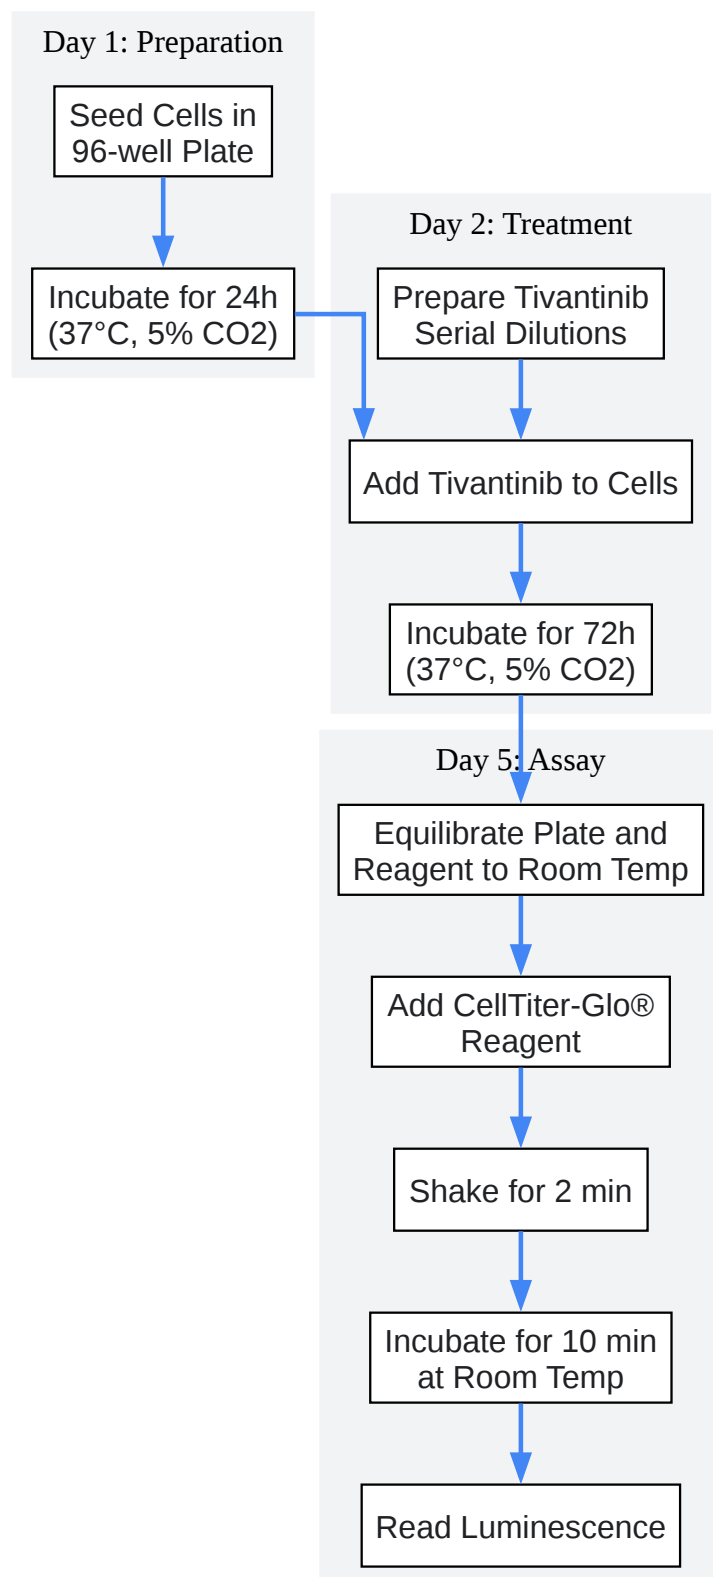 Day 1: Preparation
Seed Cells in
96-well Plate
Incubate for 24h
(37°C, 5% CO2)
Day 2: Treatment
Prepare Tivantinib
Serial Dilutions
Add Tivantinib to Cells
Incubate for 72h
(37°C, 5% CO2)
Day 5: Assay
Equilibrate Plate and
Reagent to Room Temp
Add CellTiter-Glo®
Reagent
Shake for 2 min
Incubate for 10 min
at Room Temp
Read Luminescence